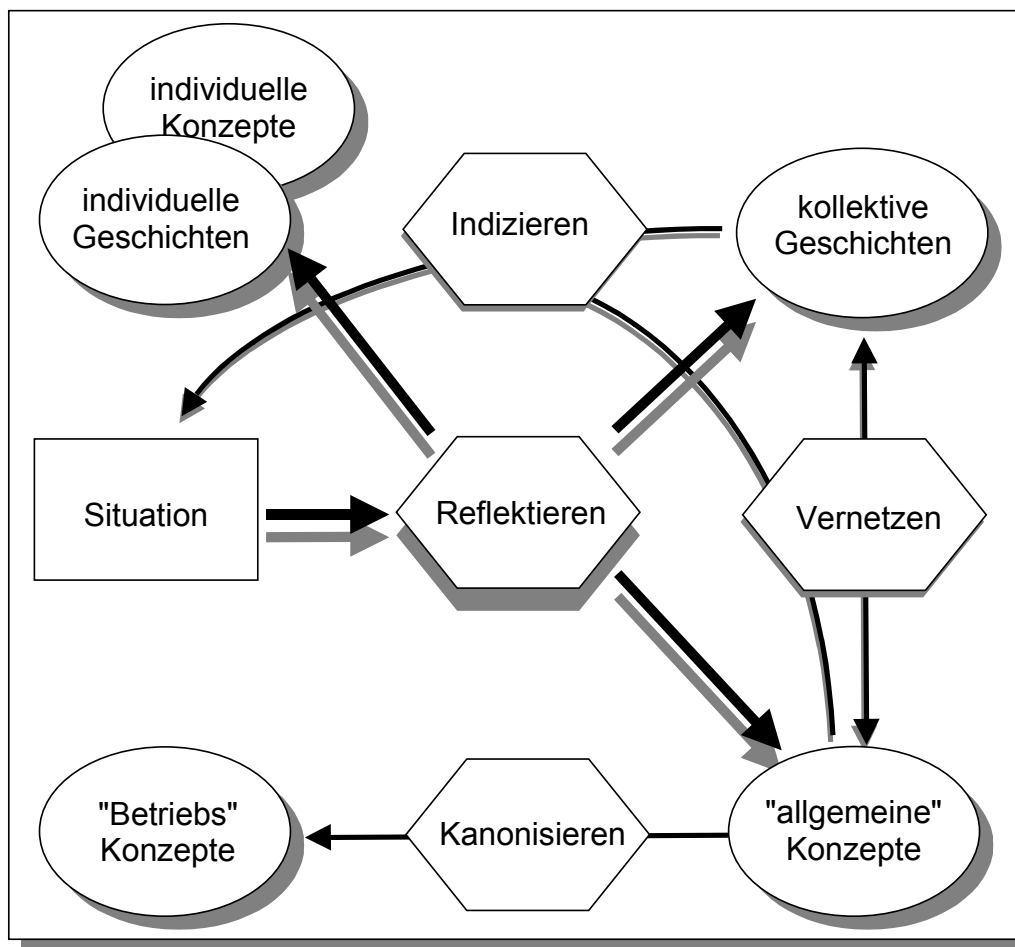 individuelle
Konzepte
individuelle
Geschichten
Indizieren
kollektive
Geschichten
Situation
Reflektieren
Vernetzen
"Betriebs"
Konzepte
Kanonisieren
"allgemeine"
Konzepte